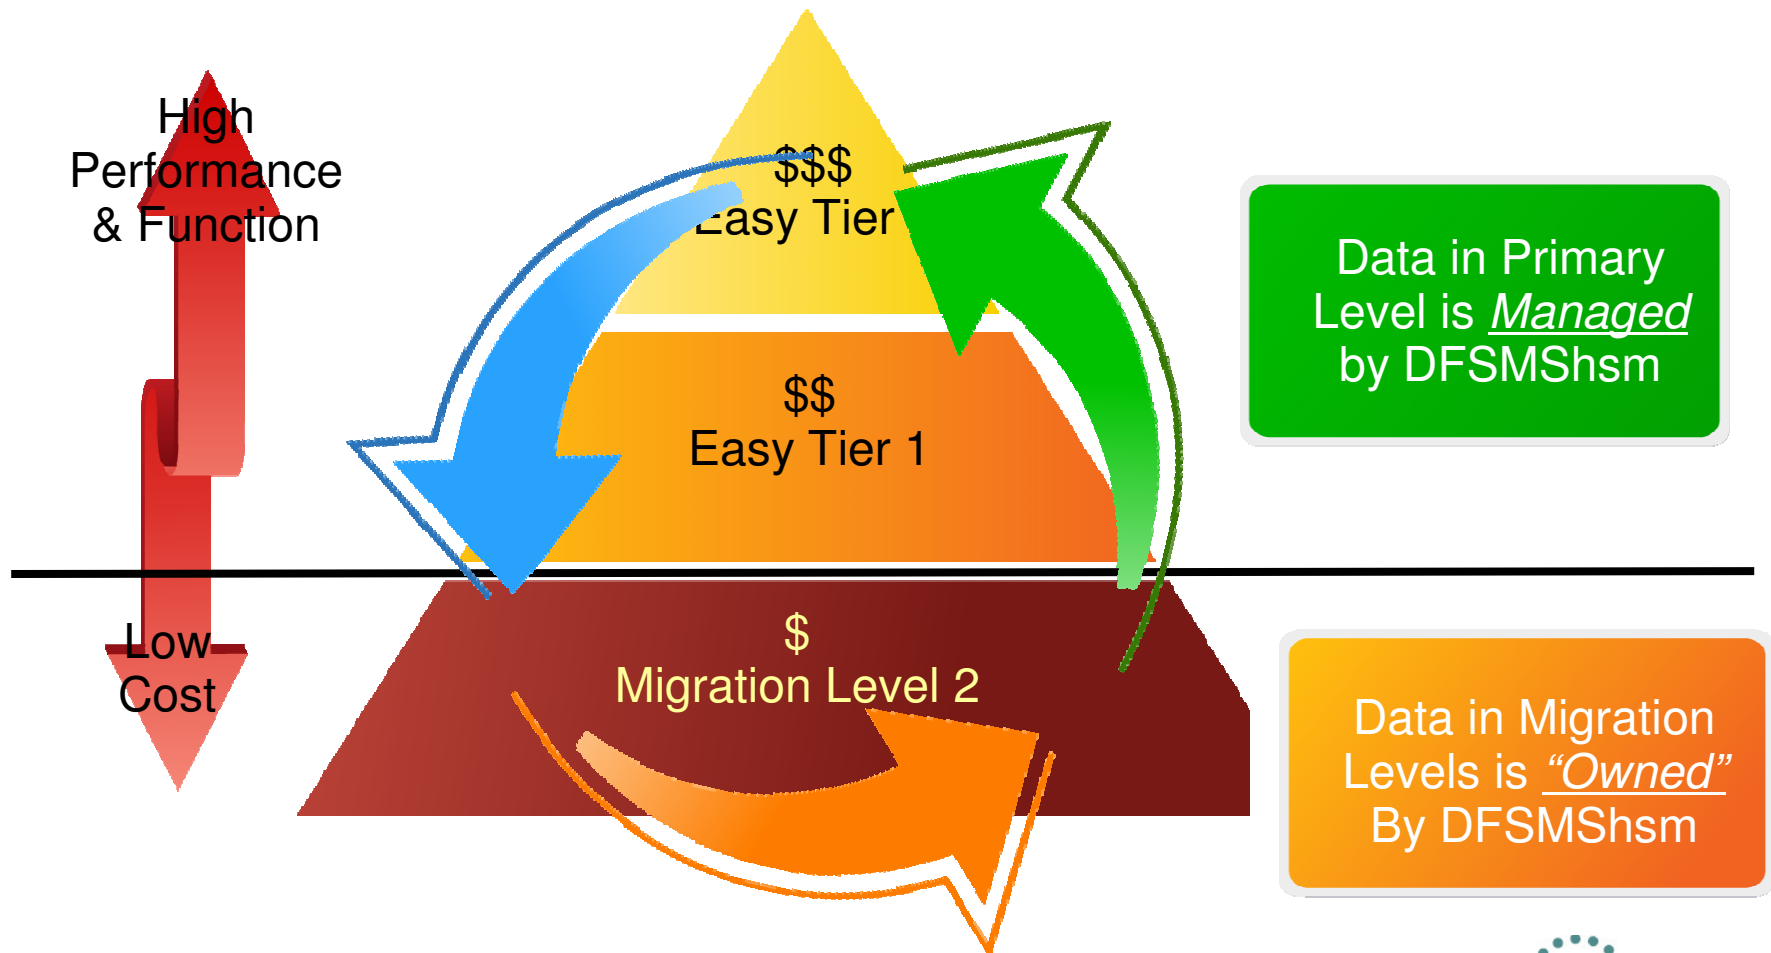 High
Performance
& Function
$$$
Easy Tier
$$
Easy Tier 1
Data in Primary
Level is Managed
by DFSMShsm
Low
Cost
$
Migration Level 2
Data in Migration
Levels is “Owned”
By DFSMShsm